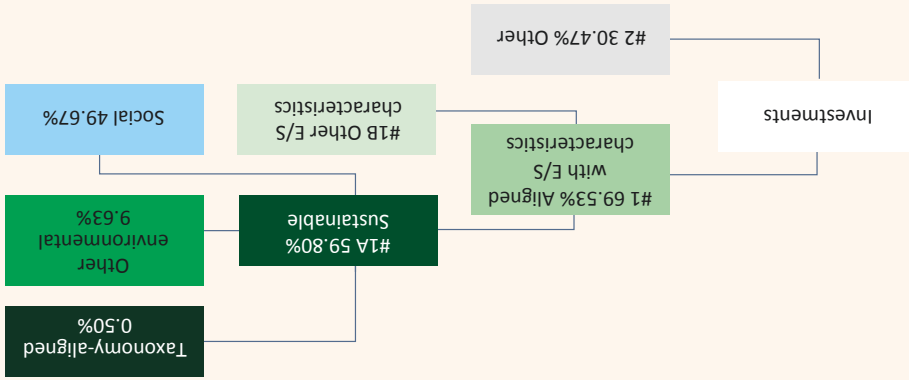 Investments
#1 69.53% Aligned
with E/S
characteristics
#2 30.47% Other
#1A 59.80%
Sustainable
#1B Other E/S
characteristics
Taxonomy-aligned
0.50%
Other
environmental
9.63%
Social 49.67%